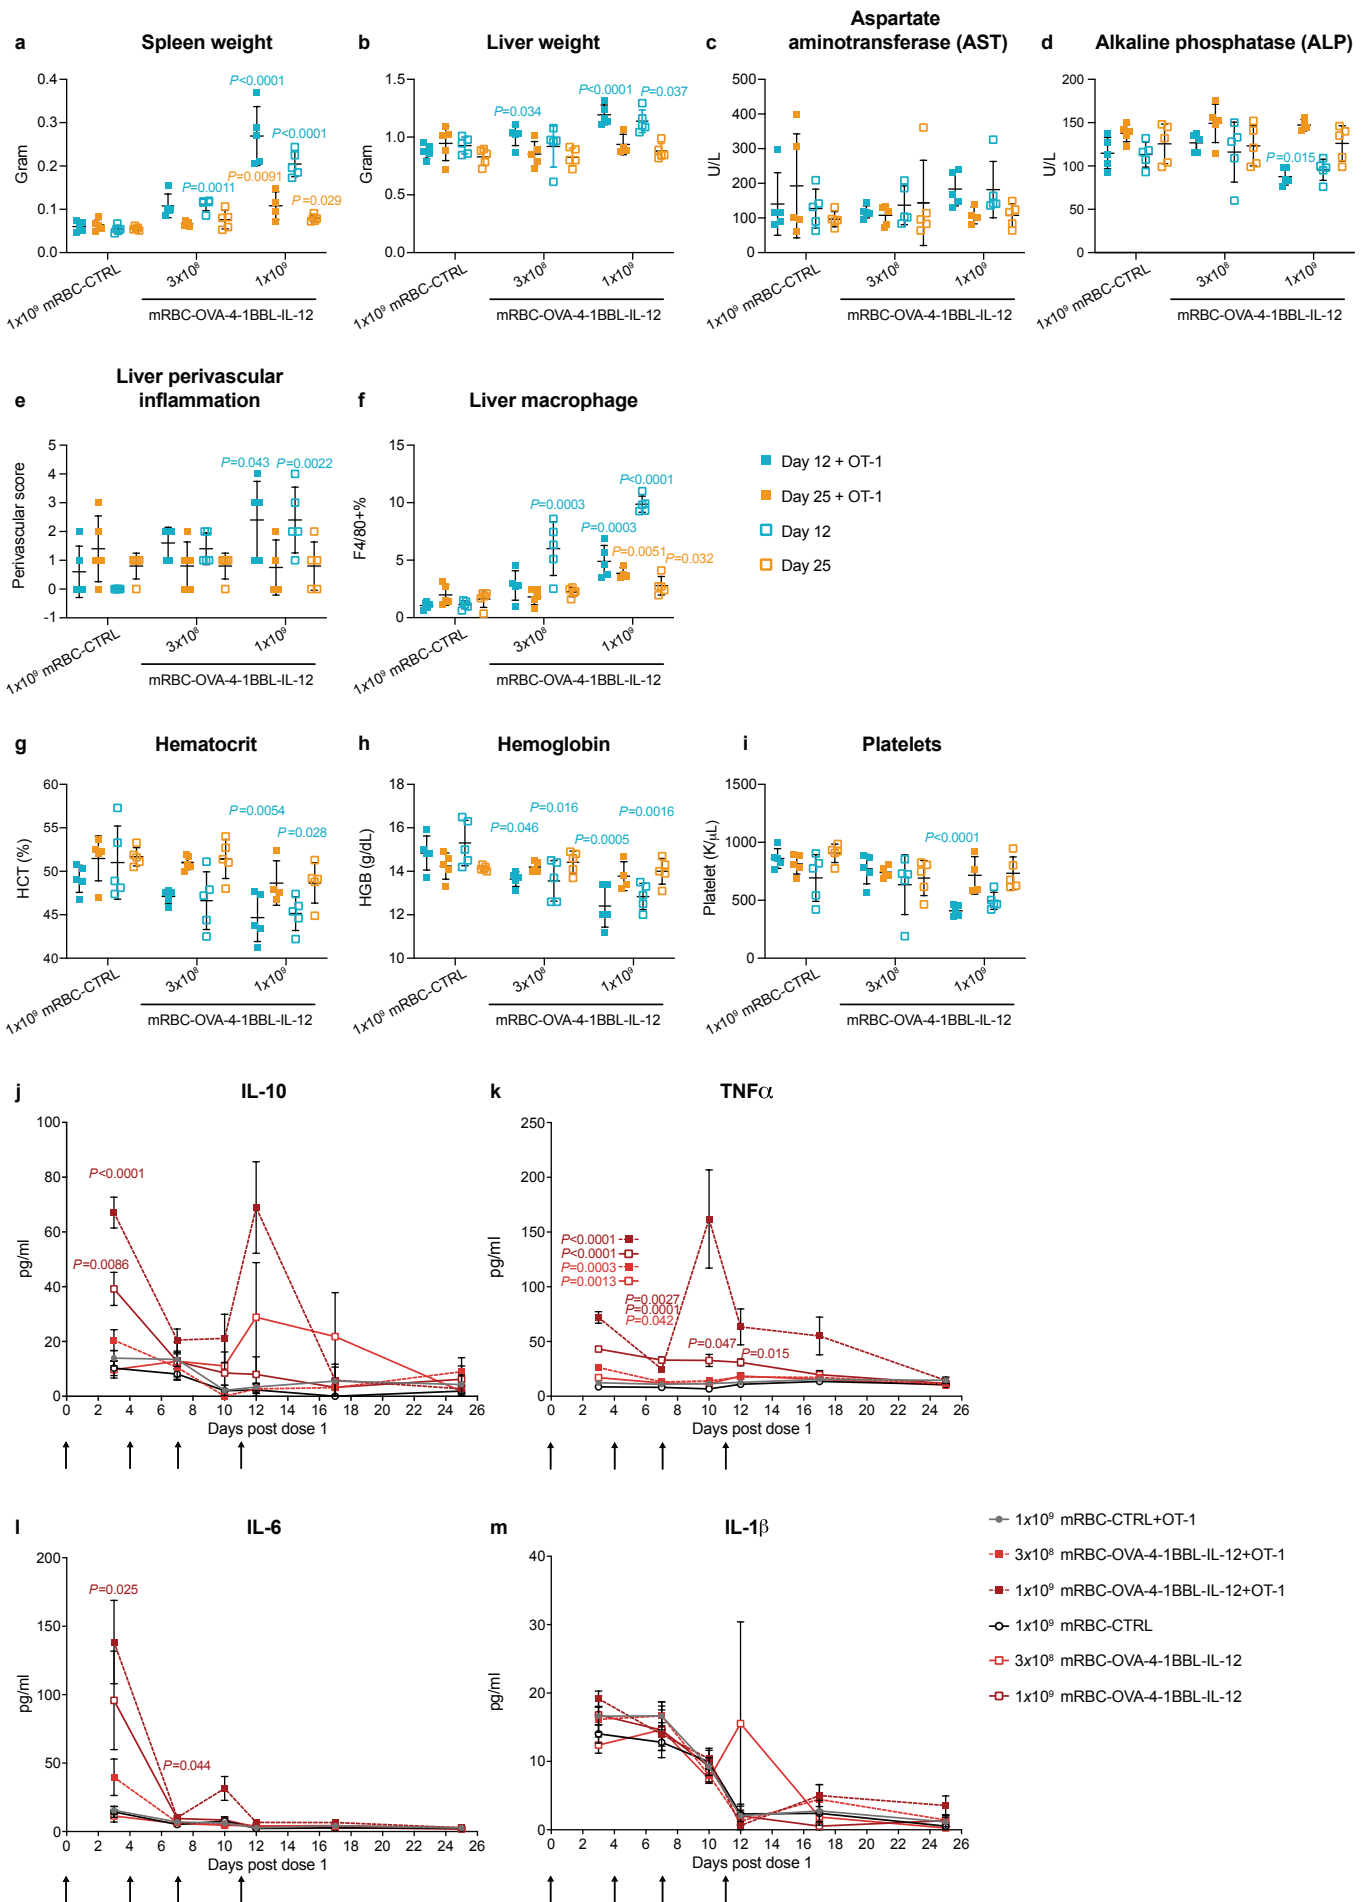 a Spleen weight
Gram
0.4
0.3
0.2
0.1
0.0
P<0.0001
P<0.0001
P=0.0011
P=0.0091
P=0.029
1x10⁹ mRBC-CTRL
3x10⁸
1x10⁹
mRBC-OVA-4-1BBL-IL-12
b Liver weight
Gram
1.5
1.0
0.5
0.0
P=0.034
P<0.0001
P=0.037
1x10⁹ mRBC-CTRL
3x10⁸
1x10⁹
mRBC-OVA-4-1BBL-IL-12
c Aspartate
aminotransferase (AST)
U/L
500
400
300
200
100
0
1x10⁹ mRBC-CTRL
3x10⁸
1x10⁹
mRBC-OVA-4-1BBL-IL-12
d Alkaline phosphatase (ALP)
U/L
200
150
100
50
0
P=0.015
1x10⁹ mRBC-CTRL
3x10⁸
1x10⁹
mRBC-OVA-4-1BBL-IL-12
e Liver perivascular
inflammation
Perivascular score
5
4
3
2
1
0
-1
P=0.043
P=0.0022
1x10⁹ mRBC-CTRL
3x10⁸
1x10⁹
mRBC-OVA-4-1BBL-IL-12
f Liver macrophage
F4/80+%
15
10
5
0
P=0.0003
P=0.0003
P<0.0001
P=0.0051
P=0.032
1x10⁹ mRBC-CTRL
3x10⁸
1x10⁹
mRBC-OVA-4-1BBL-IL-12
Day 12 + OT-1
Day 25 + OT-1
Day 12
Day 25
g Hematocrit
HCT (%)
60
55
50
45
40
P=0.0054
P=0.028
1x10⁹ mRBC-CTRL
3x10⁸
1x10⁹
mRBC-OVA-4-1BBL-IL-12
h Hemoglobin
HGB (g/dL)
18
16
14
12
10
P=0.046
P=0.016
P=0.0005
P=0.0016
1x10⁹ mRBC-CTRL
3x10⁸
1x10⁹
mRBC-OVA-4-1BBL-IL-12
i Platelets
Platelet (K/µL)
1500
1000
500
0
P<0.0001
1x10⁹ mRBC-CTRL
3x10⁸
1x10⁹
mRBC-OVA-4-1BBL-IL-12
j IL-10
pg/ml
100
80
60
40
20
0
P<0.0001
P=0.0086
0 2 4 6 8 10 12 14 16 18 20 22 24 26
Days post dose 1
k TNFα
pg/ml
250
200
150
100
50
0
P<0.0001
P<0.0001
P=0.0003
P=0.0013
P=0.0027
P=0.0001
P=0.042
P=0.047
P=0.015
0 2 4 6 8 10 12 14 16 18 20 22 24 26
Days post dose 1
l IL-6
pg/ml
200
150
100
50
0
P=0.025
P=0.044
0 2 4 6 8 10 12 14 16 18 20 22 24 26
Days post dose 1
m IL-1β
pg/ml
40
30
20
10
0
0 2 4 6 8 10 12 14 16 18 20 22 24 26
Days post dose 1
1x10⁹ mRBC-CTRL+OT-1
3x10⁸ mRBC-OVA-4-1BBL-IL-12+OT-1
1x10⁹ mRBC-OVA-4-1BBL-IL-12+OT-1
1x10⁹ mRBC-CTRL
3x10⁸ mRBC-OVA-4-1BBL-IL-12
1x10⁹ mRBC-OVA-4-1BBL-IL-12